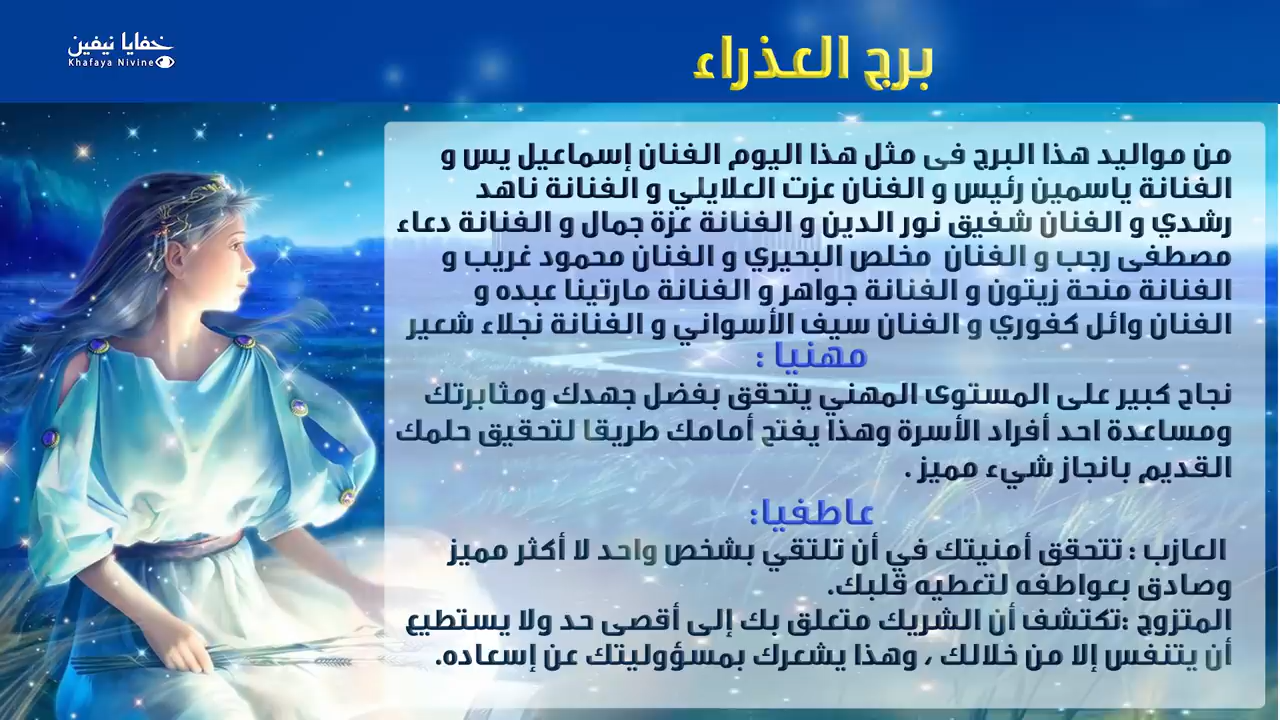 خفايا نيفين
Khafaya Nivine
برج العذراء
من مواليد هذا البرج فى مثل هذا اليوم الفنان إسماعيل يس و
الفنانة ياسمين رئيس و الفنان عزت العلايلي و الفنانة ناهد
رشدي و الفنان شفيق نور الدين و الفنانة عزة جمال و الفنانة دعاء
مصطفى رجب و الفنان مخلص البحيري و الفنان محمود غريب و
الفنانة منحة زيتون و الفنانة جواهر و الفنانة مارتينا عبده و
الفنان وائل كفوري و الفنان سيف الأسواني و الفنانة نجلاء شعير
مهنيا :
نجاح كبير على المستوى المهني يتحقق بفضل جهدك ومثابرتك
ومساعدة احد أفراد الأسرة وهذا يفتح أمامك طريقا لتحقيق حلمك
القديم بانجاز شيء مميز .
عاطفيا:
العازب : تتحقق أمنيتك في أن تلتقي بشخص واحد لا أكثر مميز
وصادق بعواطفه لتعطيه قلبك.
المتزوج :تكتشف أن الشريك متعلق بك إلى أقصى حد ولا يستطيع
أن يتنفس إلا من خلالك ، وهذا يشعرك بمسؤوليتك عن إسعاده.